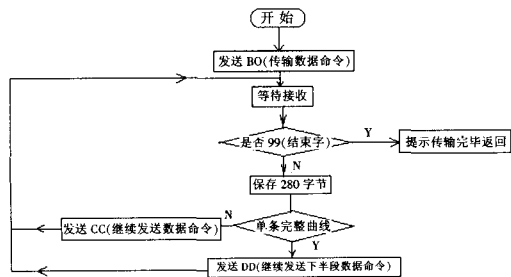 开 始
发送 BO(传输数据命令)
等待接收
是否 99(结束字)
Y
提示传输完毕返回
N
保存 280 字节
单条完整曲线
N
发送 CC(继续发送数据命令)
Y
发送 DD(继续发送下半段数据命令)